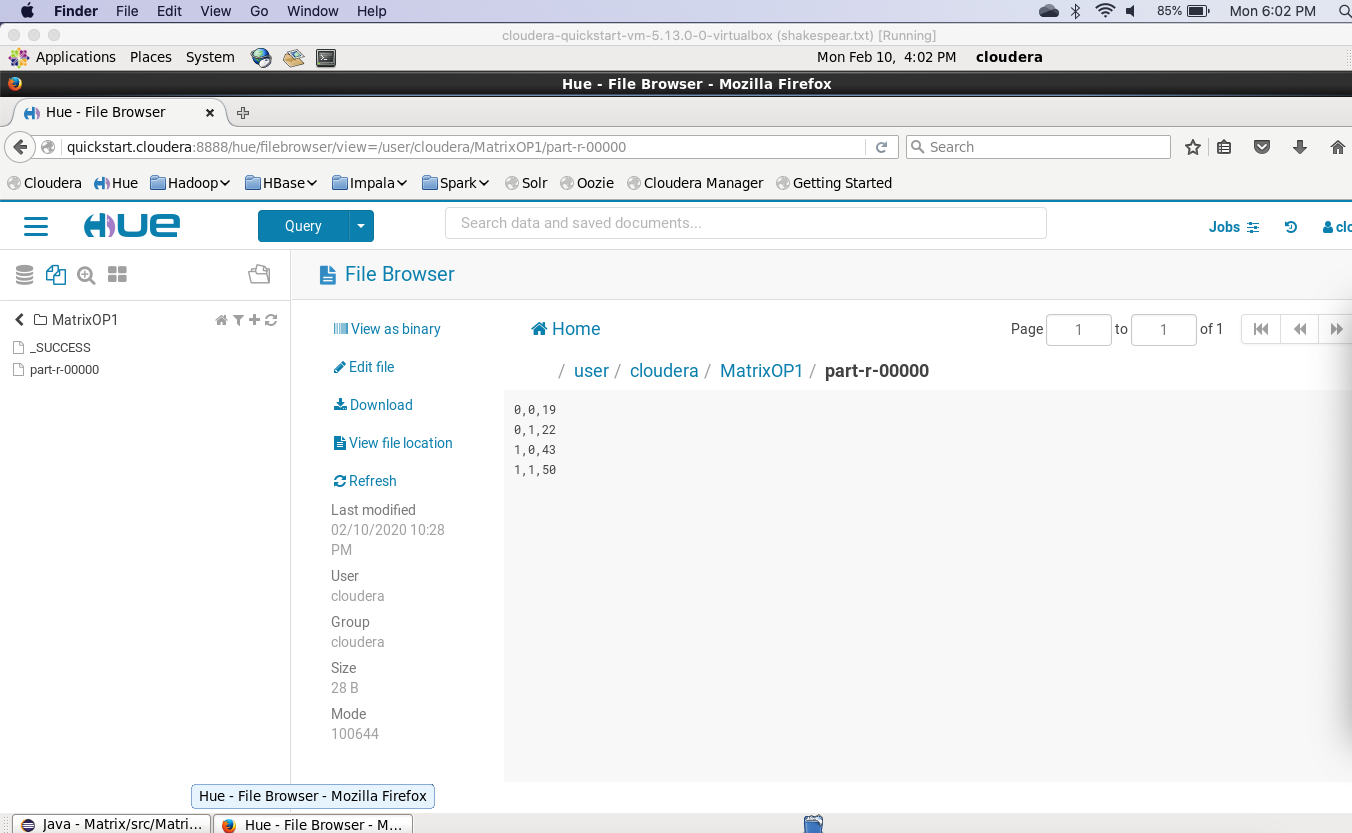 Finder File Edit View Go Window Help 85% Mon 6:02 PM
cloudera-quickstart-vm-5.13.0-0-virtualbox (shakespear.txt) [Running]
Applications Places System Mon Feb 10, 4:02 PM cloudera
Hue - File Browser - Mozilla Firefox
Hue - File Browser
quickstart.cloudera:8888/hue/filebrowser/view=/user/cloudera/MatrixOP1/part-r-00000 Search
Cloudera Hue Hadoop HBase Impala Spark Solr Oozie Cloudera Manager Getting Started
HUE Query Search data and saved documents... Jobs clo
File Browser
MatrixOP1
_SUCCESS
part-r-00000
View as binary
Edit file
Download
View file location
Refresh
Last modified
02/10/2020 10:28
PM
User
cloudera
Group
cloudera
Size
28 B
Mode
100644
Home Page 1 to 1 of 1
/ user / cloudera / MatrixOP1 / part-r-00000
0,0,19
0,1,22
1,0,43
1,1,50
Hue - File Browser - Mozilla Firefox
Java - Matrix/src/Matri... Hue - File Browser - M...